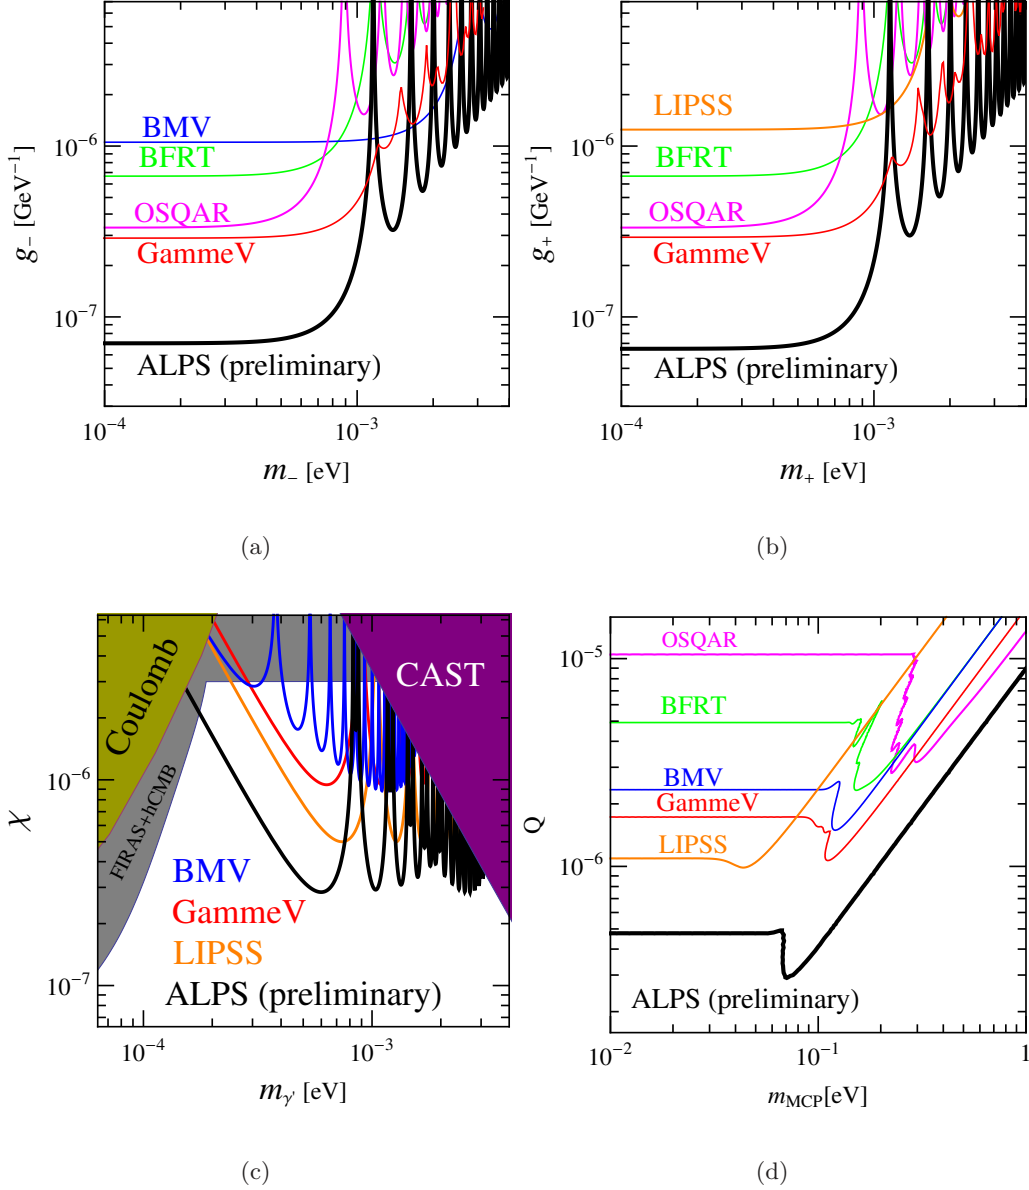 g₋ [GeV⁻¹]
10⁻⁶
10⁻⁷
BMV
BFRT
OSQAR
GammeV
ALPS (preliminary)
10⁻⁴
10⁻³
m₋ [eV]
(a)
g₊ [GeV⁻¹]
10⁻⁶
10⁻⁷
LIPSS
BFRT
OSQAR
GammeV
ALPS (preliminary)
10⁻⁴
10⁻³
m₊ [eV]
(b)
χ
10⁻⁶
10⁻⁷
Coulomb
FIRAS+hCMB
CAST
BMV
GammeV
LIPSS
ALPS (preliminary)
10⁻⁴
10⁻³
mγ′ [eV]
(c)
Q
10⁻⁵
10⁻⁶
OSQAR
BFRT
BMV
GammeV
LIPSS
ALPS (preliminary)
10⁻²
10⁻¹
1
mMCP[eV]
(d)